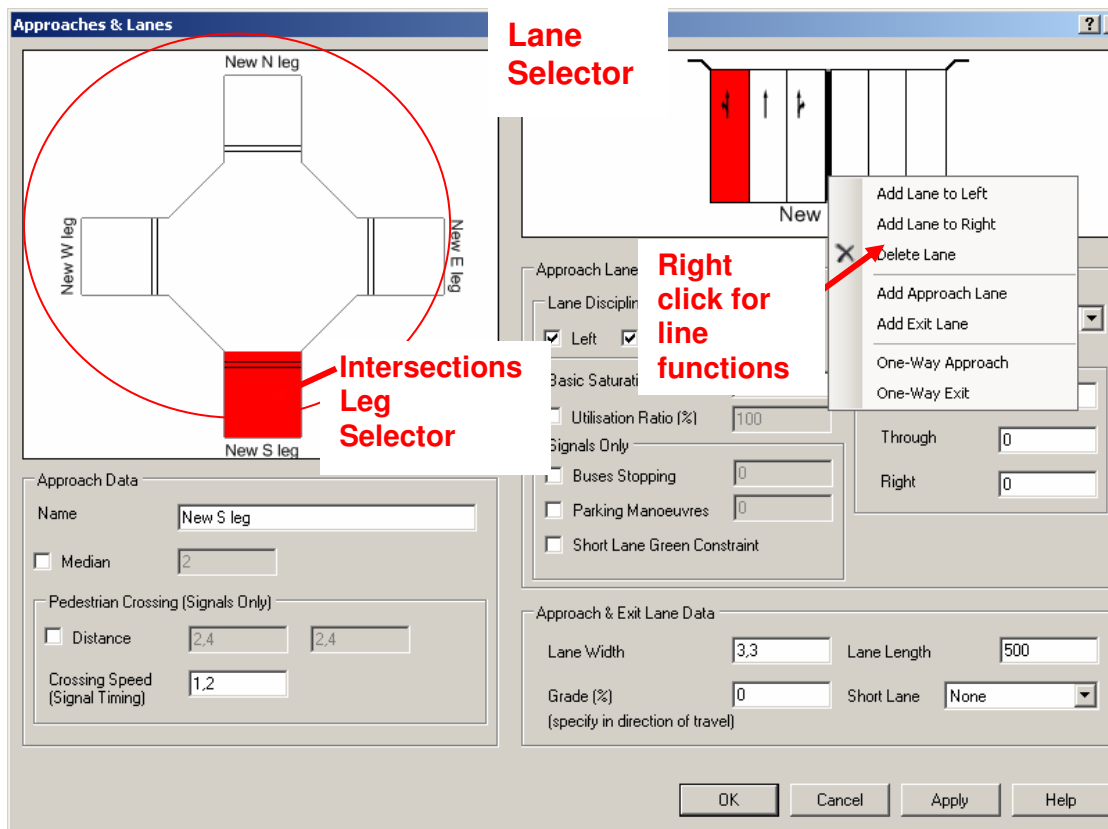 Approaches & Lanes
?
Lane
Selector
New N leg
New W leg
New E leg
New S leg
Intersections
Leg
Selector
New
Add Lane to Left
Add Lane to Right
Delete Lane
Add Approach Lane
Add Exit Lane
One-Way Approach
One-Way Exit
Right
click for
line
functions
Approach Lane
Lane Disciplin
Left
Basic Saturati
Utilisation Ratio (%) 100
Signals Only
Buses Stopping 0
Parking Manoeuvres 0
Short Lane Green Constraint
Through 0
Right 0
Approach Data
Name New S leg
Median 2
Pedestrian Crossing (Signals Only)
Distance 2,4 2,4
Crossing Speed 1,2
(Signal Timing)
Approach & Exit Lane Data
Lane Width 3,3 Lane Length 500
Grade (%) 0 Short Lane None
(specify in direction of travel)
OK Cancel Apply Help